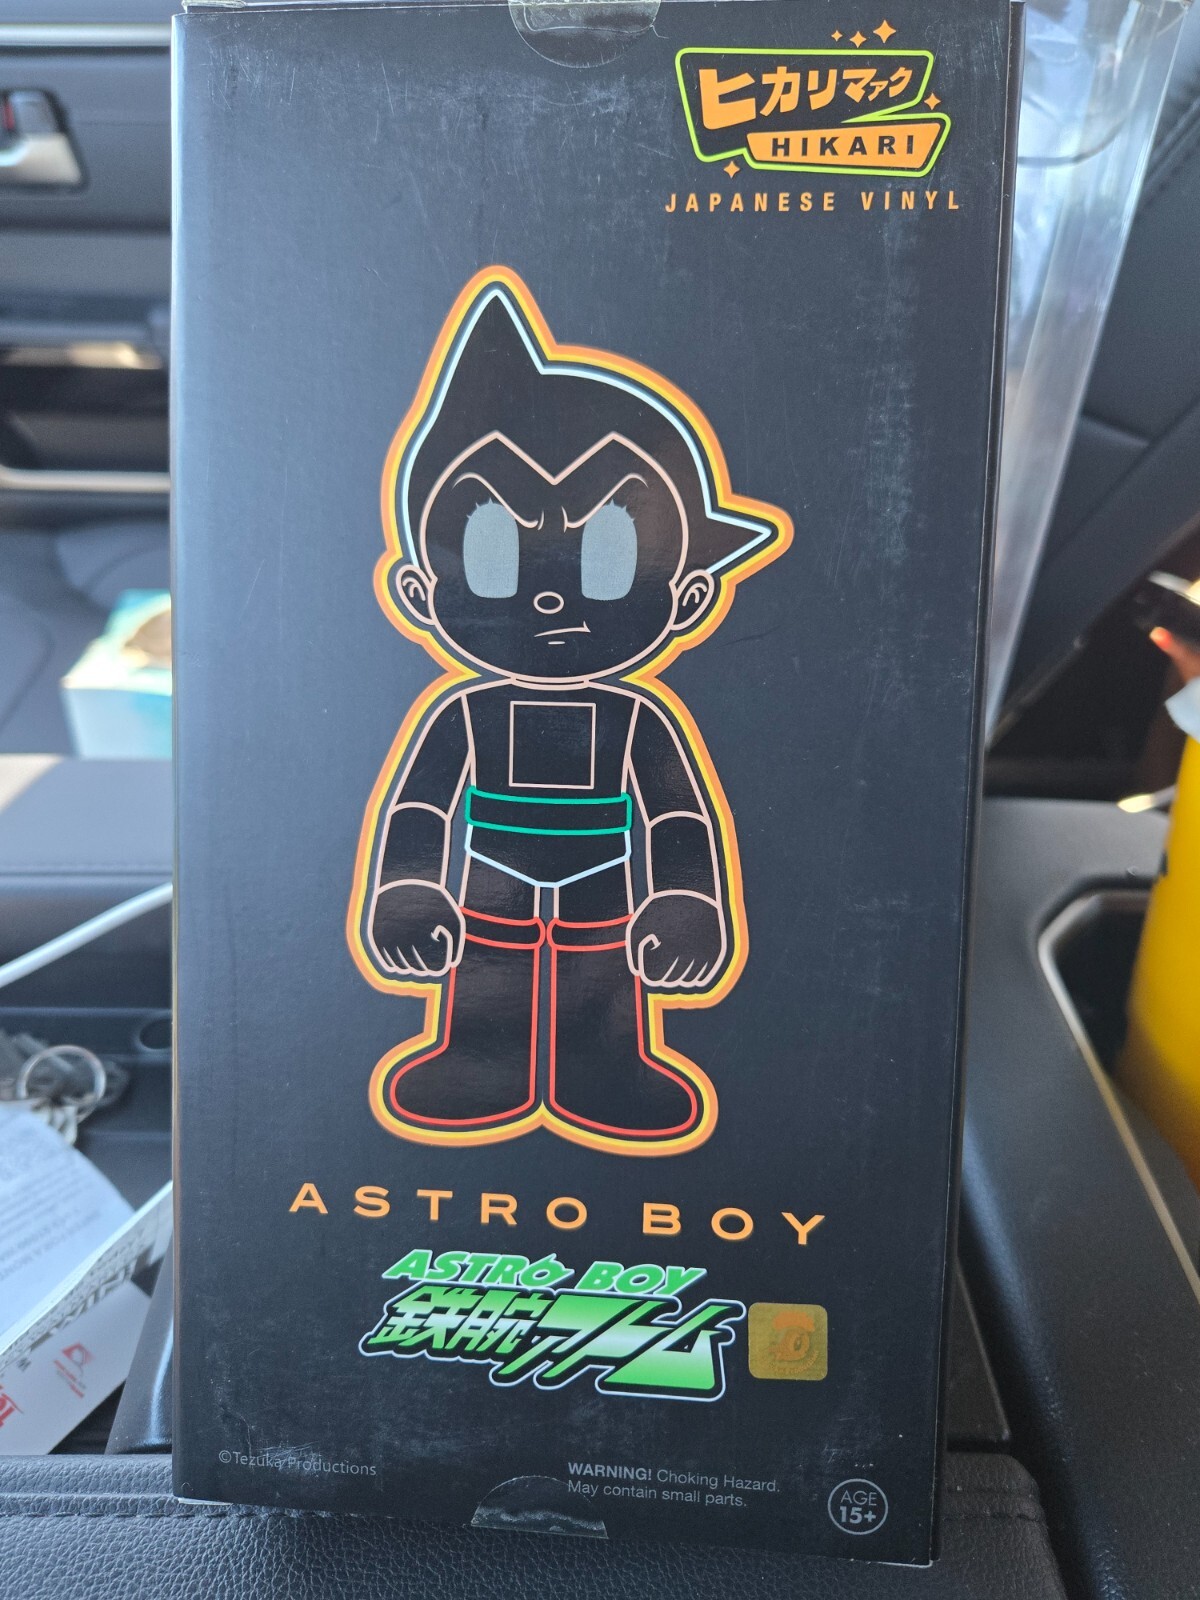 ヒカリマァク
HIKARI
JAPANESE VINYL
ASTRO BOY
ASTRO BOY
鉄腕アトム
©Tezuka Productions
WARNING! Choking Hazard.
May contain small parts.
AGE
15+